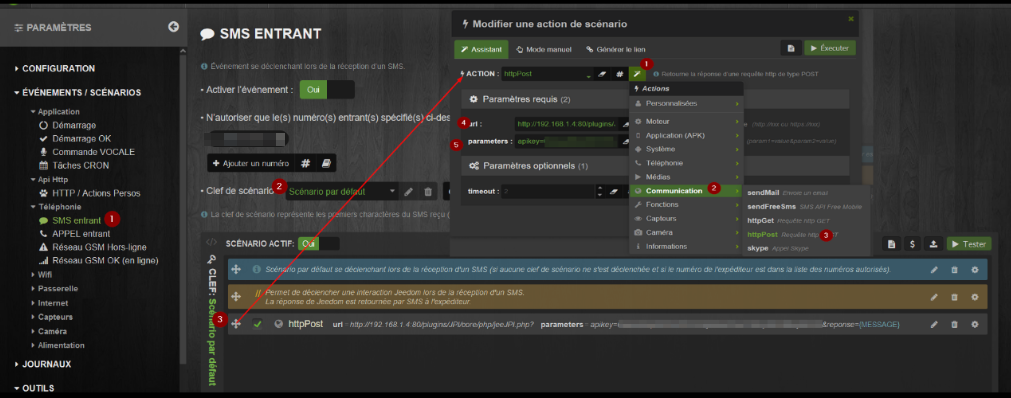 PARAMÈTRES
CONFIGURATION
ÉVÉNEMENTS / SCÉNARIOS
Application
Démarrage
Démarrage OK
Commande VOCALE
Tâches CRON
Api Http
HTTP / Actions Persos
Téléphonie
SMS entrant 1
APPEL entrant
Réseau GSM Hors-ligne
Réseau GSM OK (en ligne)
Wifi
Passerelle
Internet
Capteurs
Caméra
Alimentation
JOURNAUX
OUTILS
SMS ENTRANT
Événement se déclenchant lors de la réception d'un SMS.
• Activer l'événement : Oui
• N'autoriser que le(s) numéro(s) entrant(s) spécifié(s) ci-des
+ Ajouter un numéro #
• Clef de scénario 2 Scénario par défaut
La clef de scénario représente les premiers charactères du SMS reçu (
Modifier une action de scénario
Assistant Mode manuel Générer le lien Éxecuter
1
ACTION : httpPost # Retourne la réponse d'une requête http de type POST
Paramètres requis (2)
4 url : http://192.168.1.4:80/plugins/.
5 parameters : apikey=
Paramètres optionnels (1)
timeout : 3
Actions
Personnalisées
Moteur
Application (APK)
Système
Téléphonie
Médias
Communication 2
Fonctions
Capteurs
Caméra
Informations
sendMail Envoie un email
sendFreeSms SMS API Free Mobile
httpGet Requête http GET
httpPost Requête http 3
skype Appel Skype
SCÉNARIO ACTIF: Oui
$ Tester
CLEF: Scénario par défaut
Scénario par défaut se déclenchant lors de la réception d'un SMS (si aucune clef de scénario ne s'est déclenchée et si le numéro de l'expéditeur est dans la liste des numéros autorisés).
// Permet de déclencher une interaction Jeedom lors de la réception d'un SMS.
La réponse de Jeedom est retournée par SMS à l'expéditeur.
3 httpPost url = http://192.168.1.4:80/plugins/JPI/core/php/jeeJPI.php? parameters = apikey= &reponse={MESSAGE}